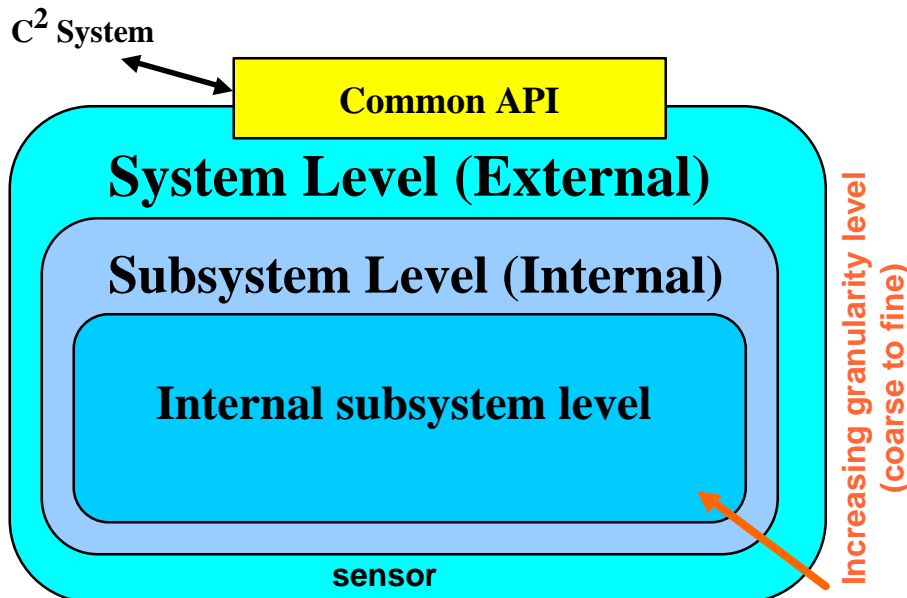 C² System
Common API
System Level (External)
Subsystem Level (Internal)
Internal subsystem level
sensor
Increasing granularity level
(coarse to fine)